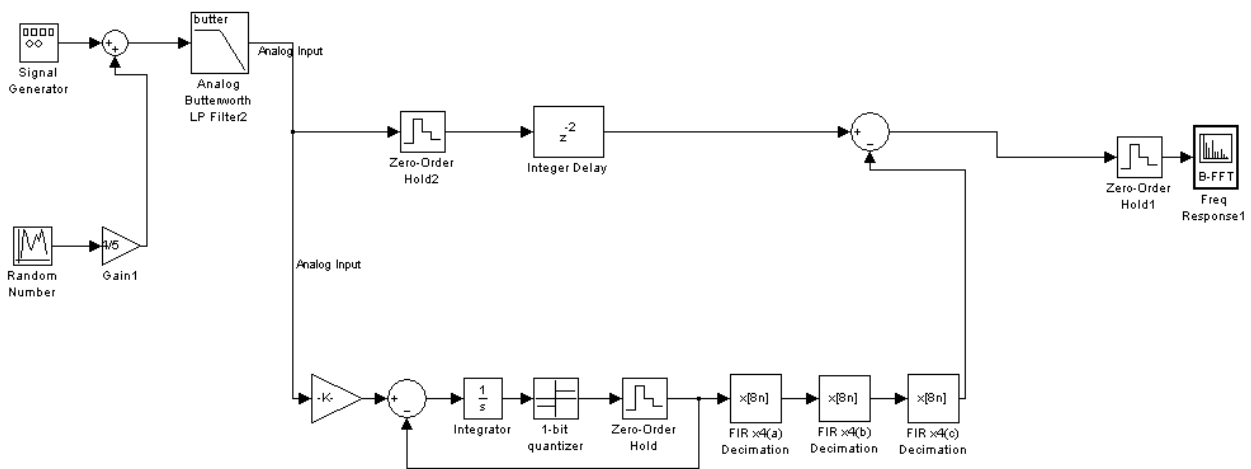 butter
Analog Input
Signal
Generator
Analog
Butterworth
LP Filter2
Zero-Order
Hold2
z
-2
Integer Delay
Zero-Order
Hold1
B-FFT
Freq
Response1
Random
Number
4/5
Gain1
Analog Input
-K-
1
s
Integrator
1-bit
quantizer
Zero-Order
Hold
x[8n]
FIR x4(a)
Decimation
x[8n]
FIR x4(b)
Decimation
x[8n]
FIR x4(c)
Decimation